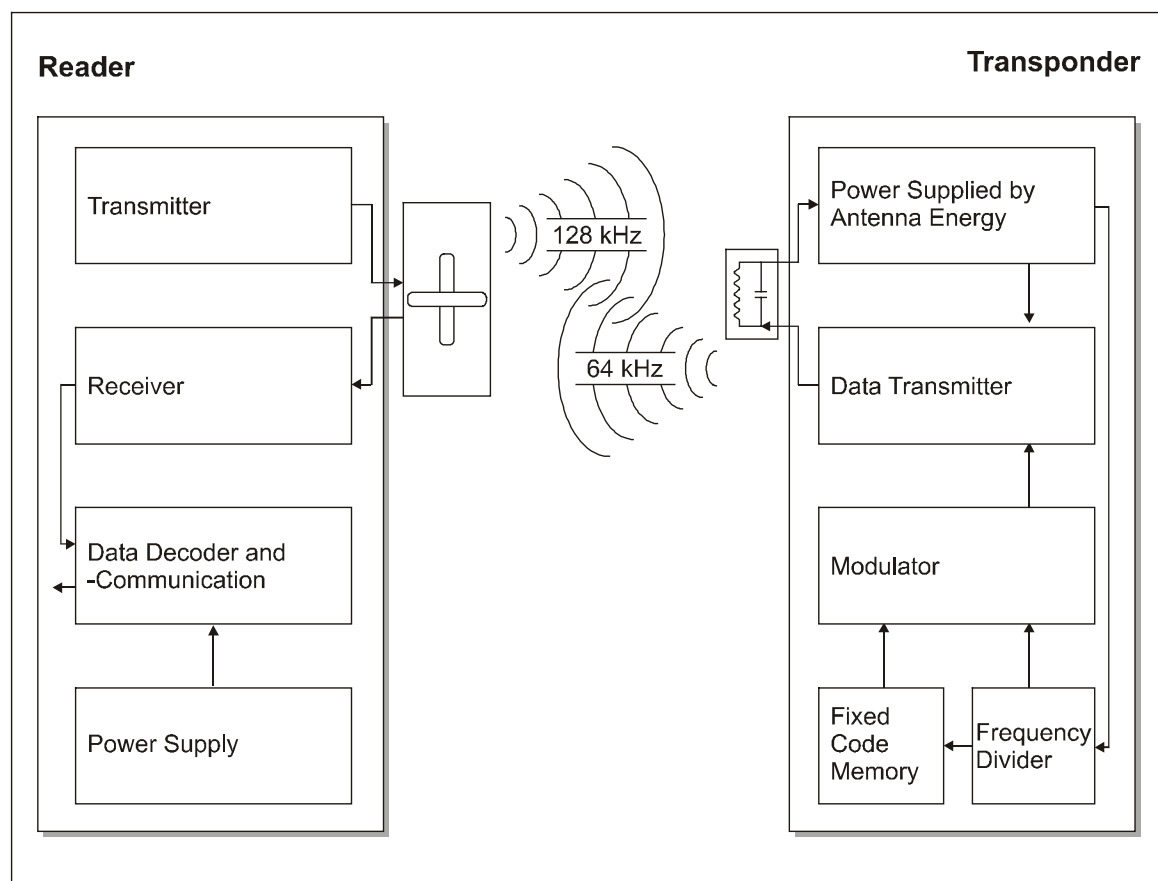 Reader
Transponder
Transmitter
Receiver
Data Decoder and
-Communication
Power Supply
128 kHz
64 kHz
Power Supplied by
Antenna Energy
Data Transmitter
Modulator
Fixed
Code
Memory
Frequency
Divider